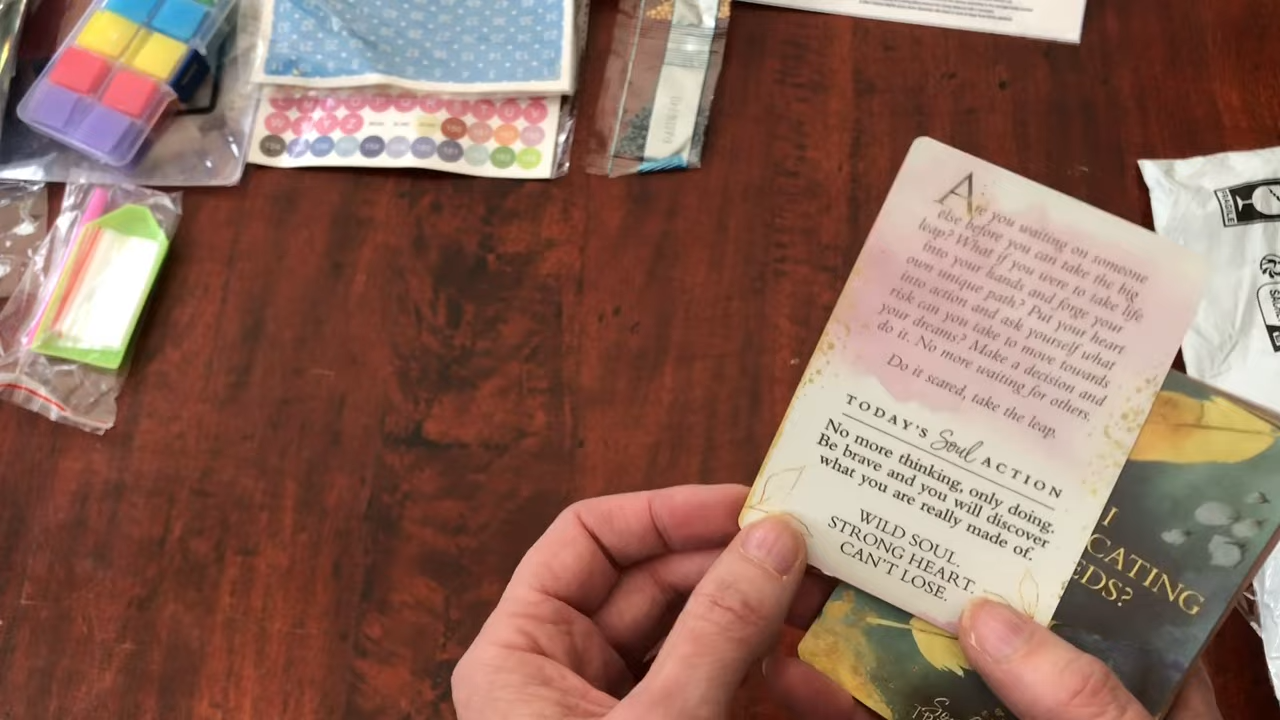 Are you waiting on someone
else before you can take the big
leap? What if you were to take life
into your hands and forge your
own unique path? Put your heart
into action and ask yourself what
risk can you take to move towards
your dreams? Make a decision and
do it. No more waiting for others.
Do it scared, take the leap.
TODAY'S Soul ACTION
No more thinking, only doing.
Be brave and you will discover
what you are really made of.
WILD SOUL.
STRONG HEART.
CAN'T LOSE.
I
CATING
EDS?
FRAGILE